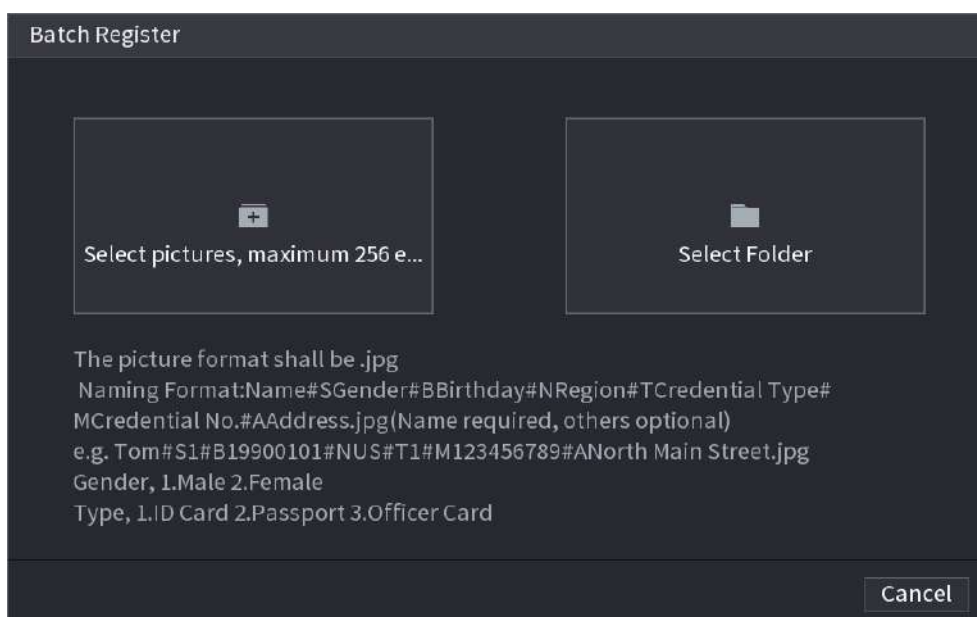 Batch Register
Select pictures, maximum 256 e...
Select Folder
The picture format shall be .jpg
Naming Format:Name#SGender#BBirthday#NRegion#TCredential Type#
MCredential No.#AAddress.jpg(Name required, others optional)
e.g. Tom#S1#B19900101#NUS#T1#M123456789#ANorth Main Street.jpg
Gender, 1.Male 2.Female
Type, 1.ID Card 2.Passport 3.Officer Card
Cancel